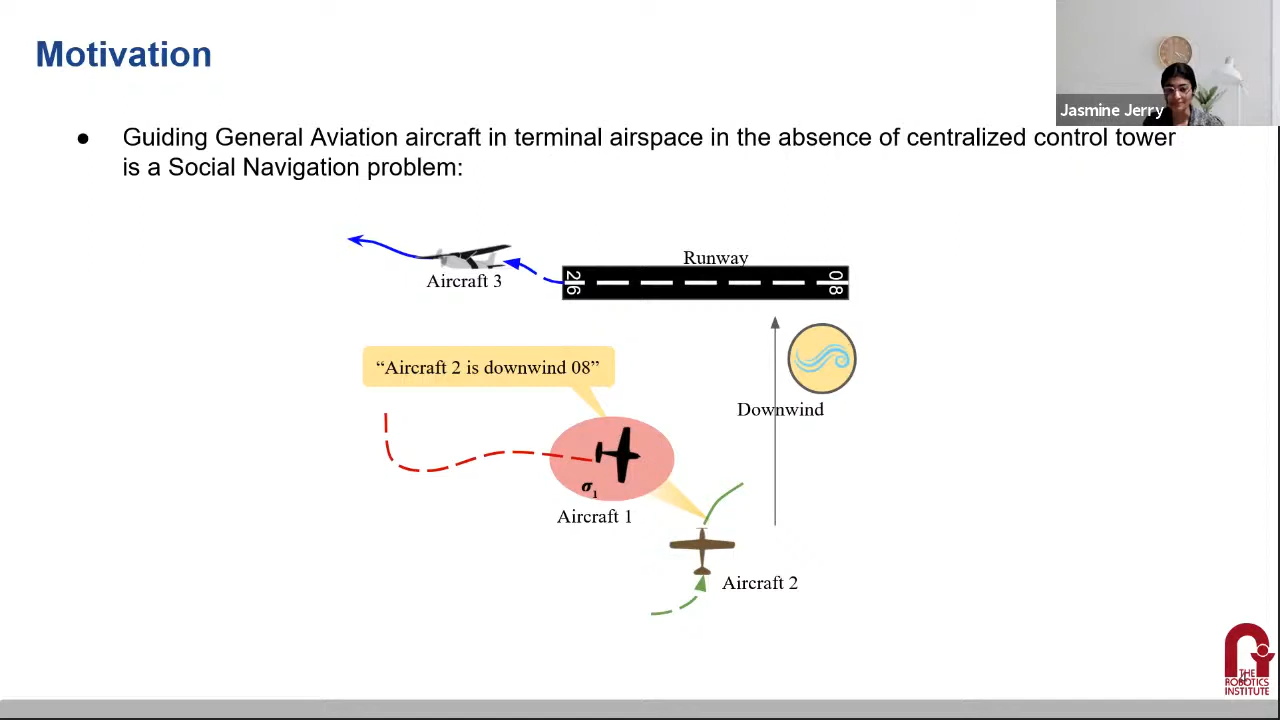 Motivation
Jasmine Jerry
● Guiding General Aviation aircraft in terminal airspace in the absence of centralized control tower
is a Social Navigation problem:
Runway
26
08
Aircraft 3
“Aircraft 2 is downwind 08”
Downwind
σ1
Aircraft 1
Aircraft 2
THE
ROBOTICS
INSTITUTE